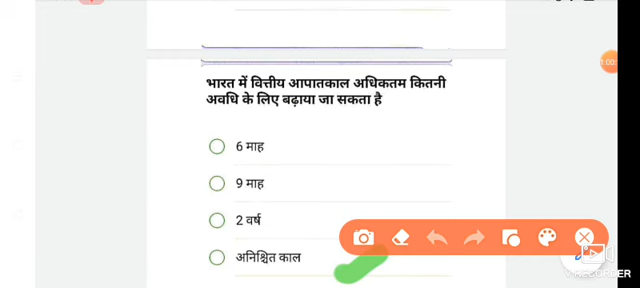 भारत में वित्तीय आपातकाल अधिकतम कितनी
अवधि के लिए बढ़ाया जा सकता है
6 माह
9 माह
2 वर्ष
अनिश्चित काल